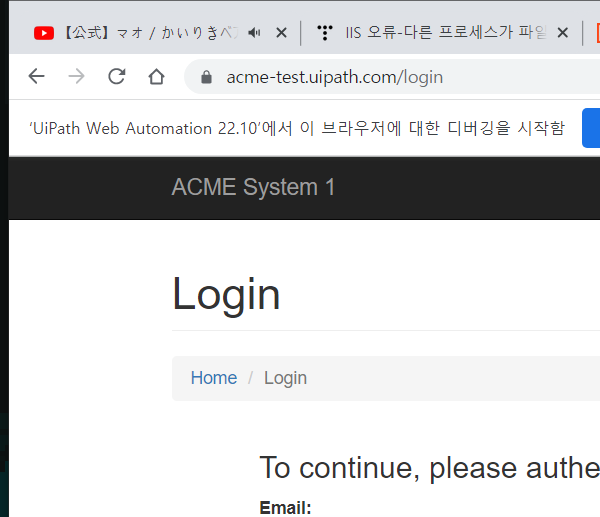 【公式】マオ / かいりきベア
IIS 오류-다른 프로세스가 파일
acme-test.uipath.com/login
'UiPath Web Automation 22.10'에서 이 브라우저에 대한 디버깅을 시작함
ACME System 1
Login
Home / Login
To continue, please authe
Email: